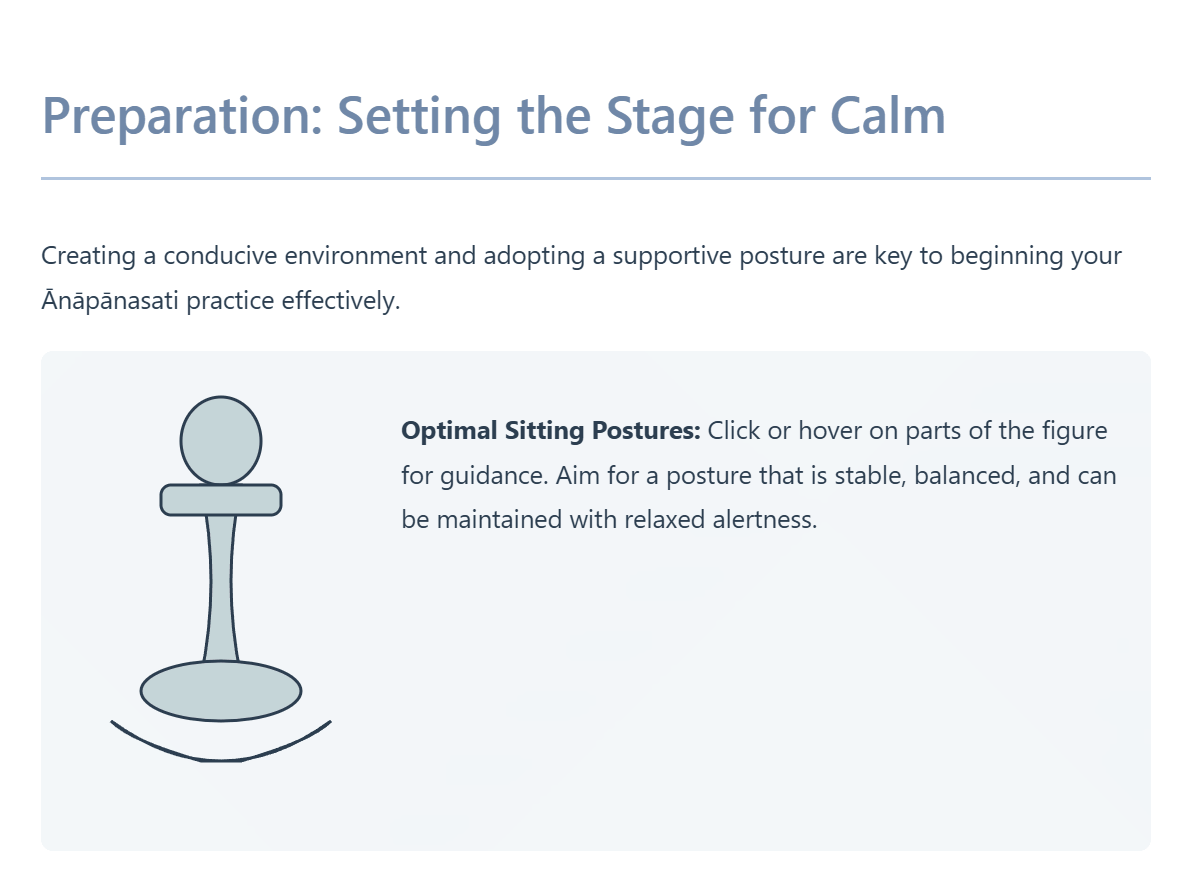 Preparation: Setting the Stage for Calm
Creating a conducive environment and adopting a supportive posture are key to beginning your
Ānāpānasati practice effectively.
Optimal Sitting Postures: Click or hover on parts of the figure
for guidance. Aim for a posture that is stable, balanced, and can
be maintained with relaxed alertness.